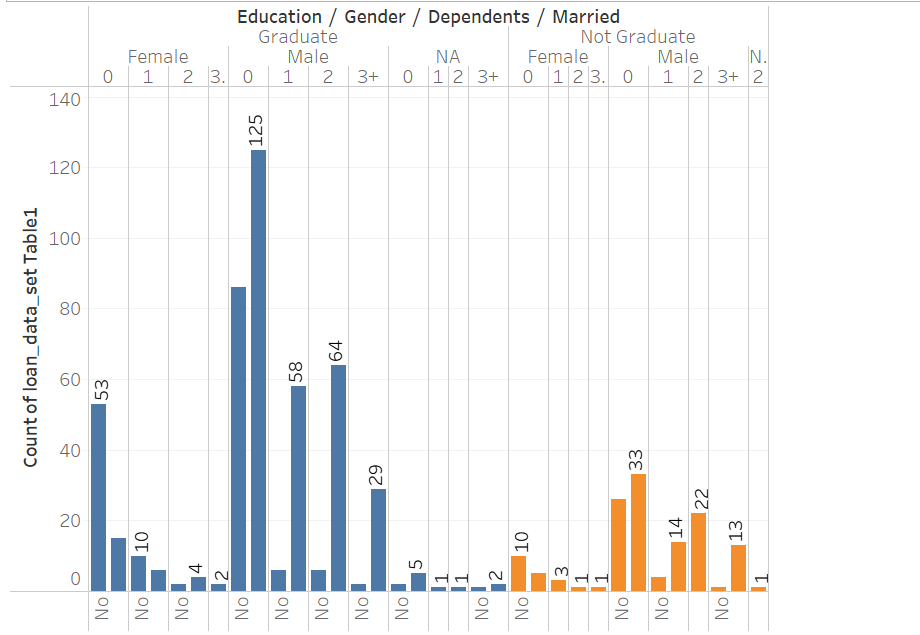 Education / Gender / Dependents / Married
Graduate Not Graduate
Female Male NA Female Male N.
0 1 2 3. 0 1 2 3+ 0 1 2 3+ 0 1 2 3. 0 1 2 3+ 2
Count of loan_data_set Table1
140
120
100
80
60
40
20
0
53 10 4 2 125 58 64 29 5 1 1 2 10 3 1 1 33 14 22 13 1
No No No No No No No No No No No No